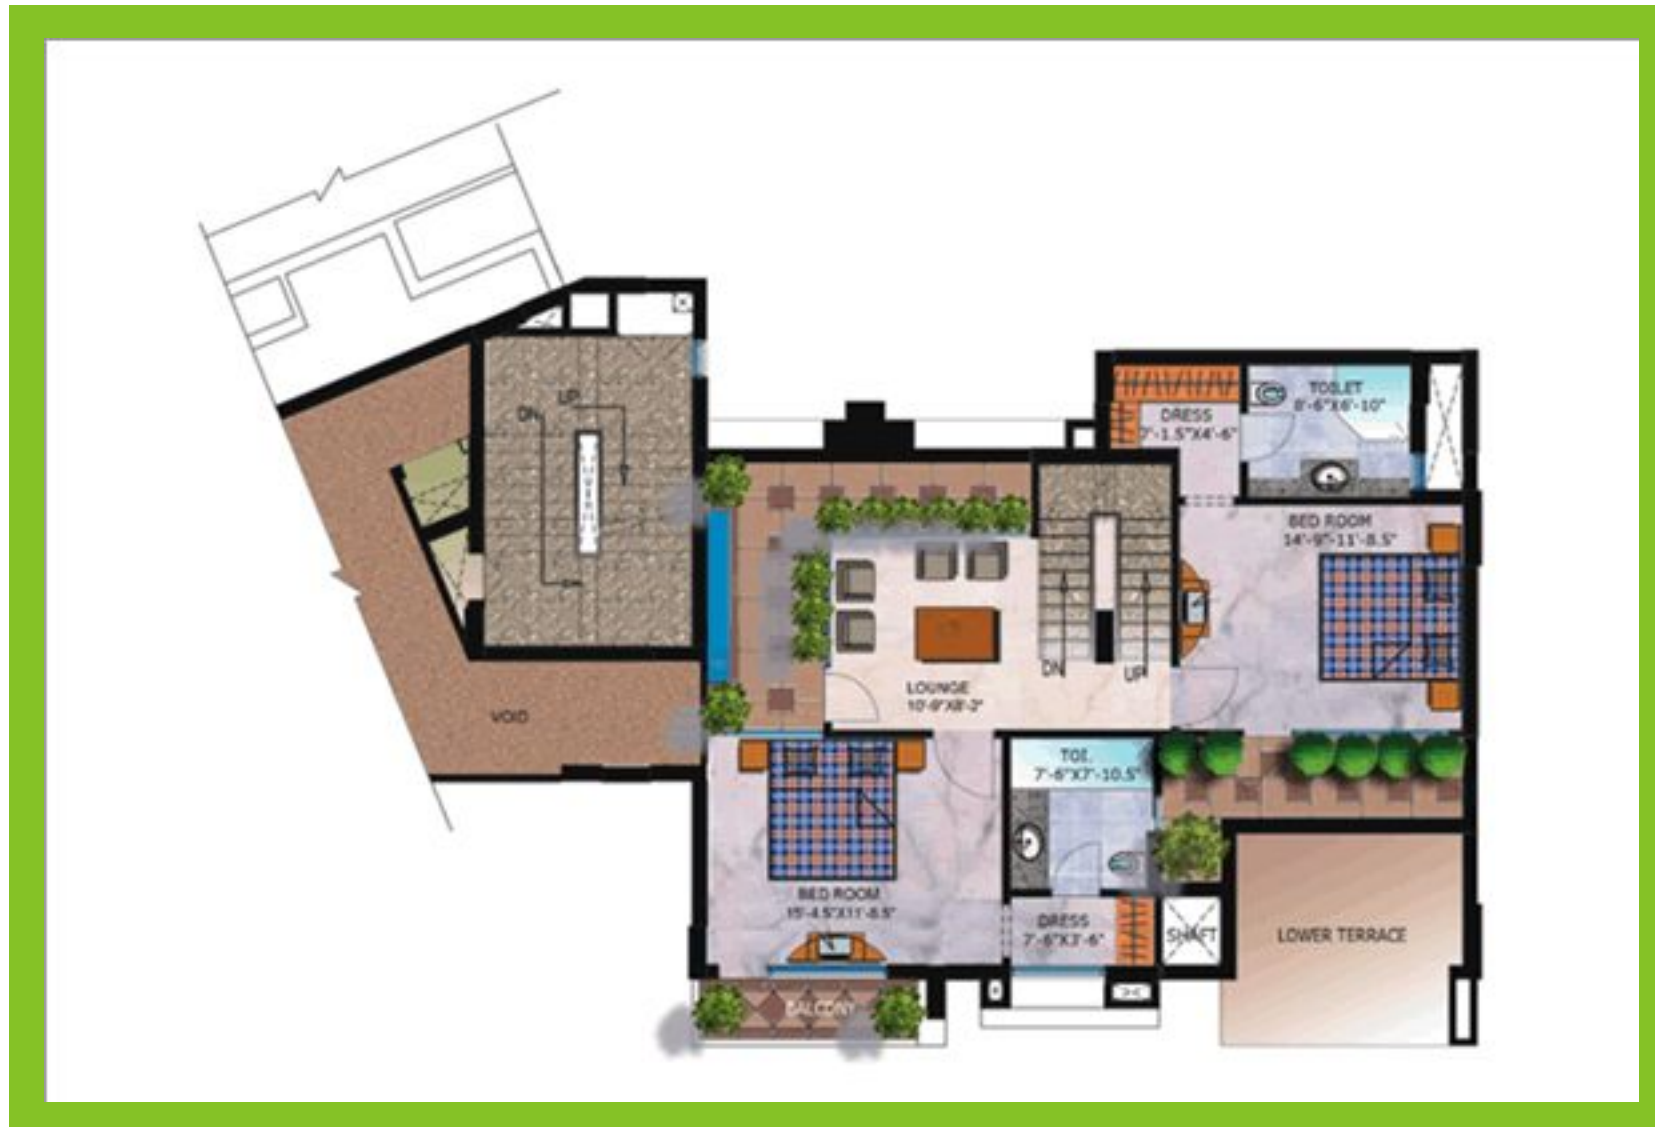 UP
DN
TOILET
8'-6"X6'-10"
DRESS
7'-1.5"X4'-6"
BED ROOM
14'-9"-11'-8.5"
LOUNGE
10'-9"X8'-2"
DN
UP
VOID
TOI.
7'-6"X7'-10.5"
BED ROOM
15'-4.5"X11'-8.5"
DRESS
7'-6"X3'-6"
SHAFT
LOWER TERRACE
BALCONY